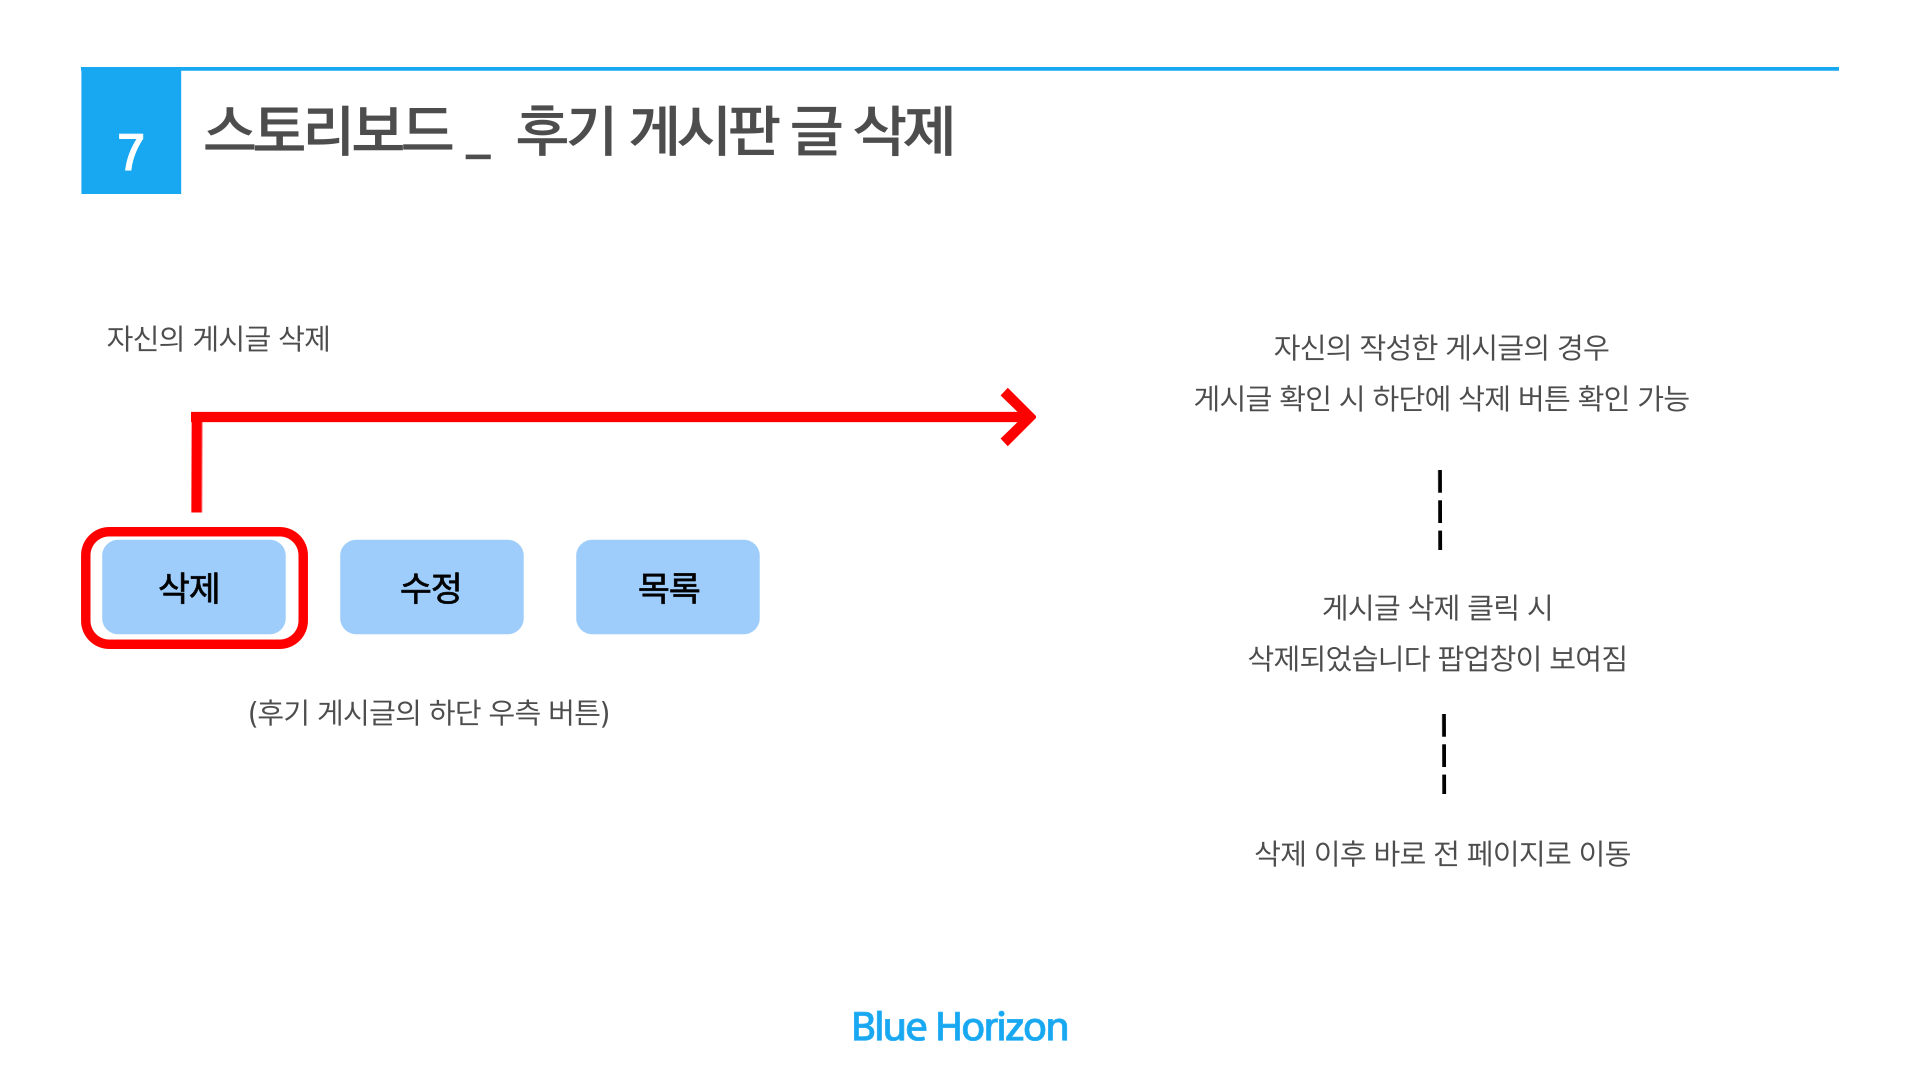 7
스토리보드 _ 후기 게시판 글 삭제
자신의 게시글 삭제
삭제
수정
목록
(후기 게시글의 하단 우측 버튼)
자신의 작성한 게시글의 경우
게시글 확인 시 하단에 삭제 버튼 확인 가능
게시글 삭제 클릭 시
삭제되었습니다 팝업창이 보여짐
삭제 이후 바로 전 페이지로 이동
Blue Horizon